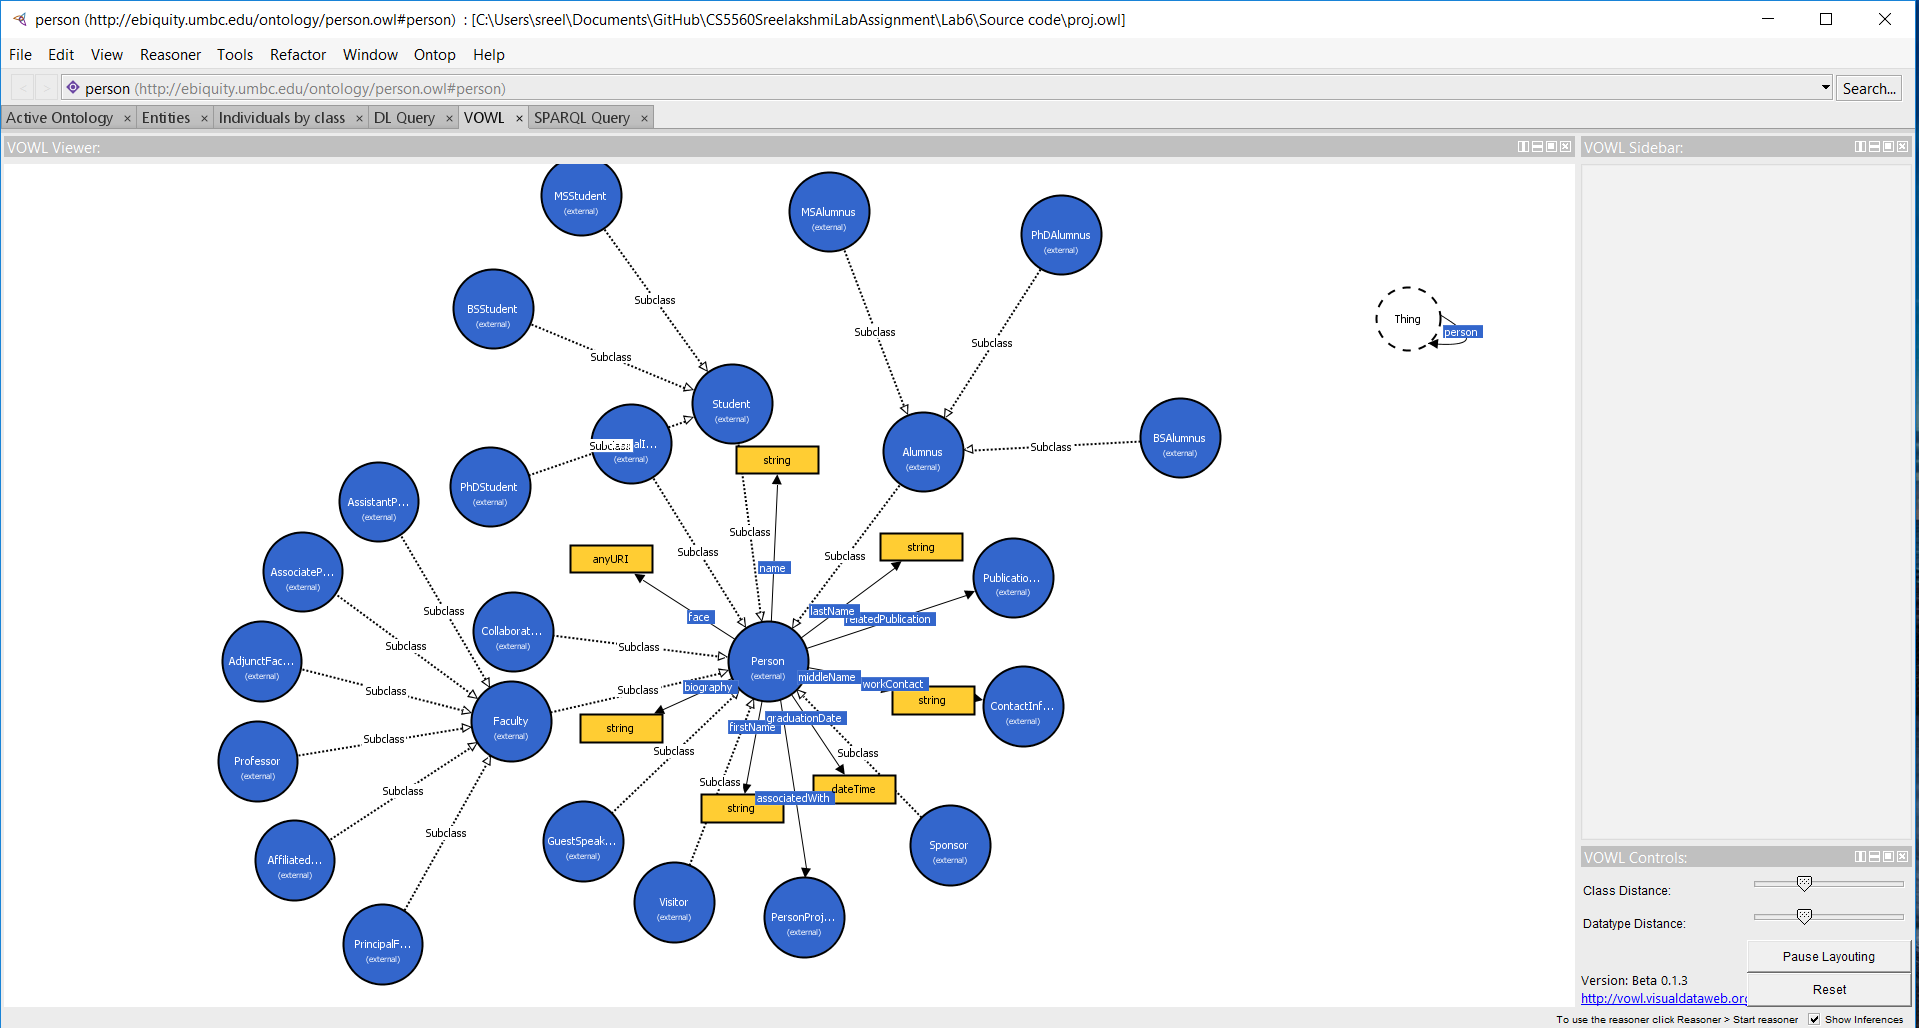 person (http://ebiquity.umbc.edu/ontology/person.owl#person) : [C:\Users\sreel\Documents\GitHub\CS5560SreelakshmiLabAssignment\Lab6\Source code\proj.owl]
File Edit View Reasoner Tools Refactor Window Ontop Help
< > person (http://ebiquity.umbc.edu/ontology/person.owl#person) Search...
Active Ontology × Entities × Individuals by class × DL Query × VOWL × SPARQL Query ×
VOWL Viewer:
VOWL Sidebar:
MSStudent
(external)
MSAlumnus
(external)
PhDAlumnus
(external)
Subclass
BSStudent
(external)
Thing
person
Subclass
Subclass
Subclass
Student
(external)
BSAlumnus
(external)
Subclass
Alumnus
(external)
Subclass
alI...
(external)
string
PhDStudent
(external)
AssistantP...
(external)
Subclass
Subclass
Subclass
string
anyURI
name
AssociateP...
(external)
Publicatio...
(external)
Subclass
face
lastName
relatedPublication
Collaborat...
(external)
Subclass
Subclass
AdjunctFac...
(external)
Person
(external)
middleName
workContact
Subclass
Subclass
biography
string
ContactInf...
(external)
Faculty
(external)
graduationDate
firstName
string
Subclass
Subclass
Subclass
Professor
(external)
Subclass
Subclass
dateTime
associatedWith
string
Subclass
GuestSpeak...
(external)
Sponsor
(external)
Affiliated...
(external)
Visitor
(external)
PersonProj...
(external)
PrincipalF...
(external)
VOWL Controls:
Class Distance:
Datatype Distance:
Pause Layouting
Version: Beta 0.1.3
Reset
http://vowl.visualdataweb.org
To use the reasoner click Reasoner > Start reasoner Show Inferences